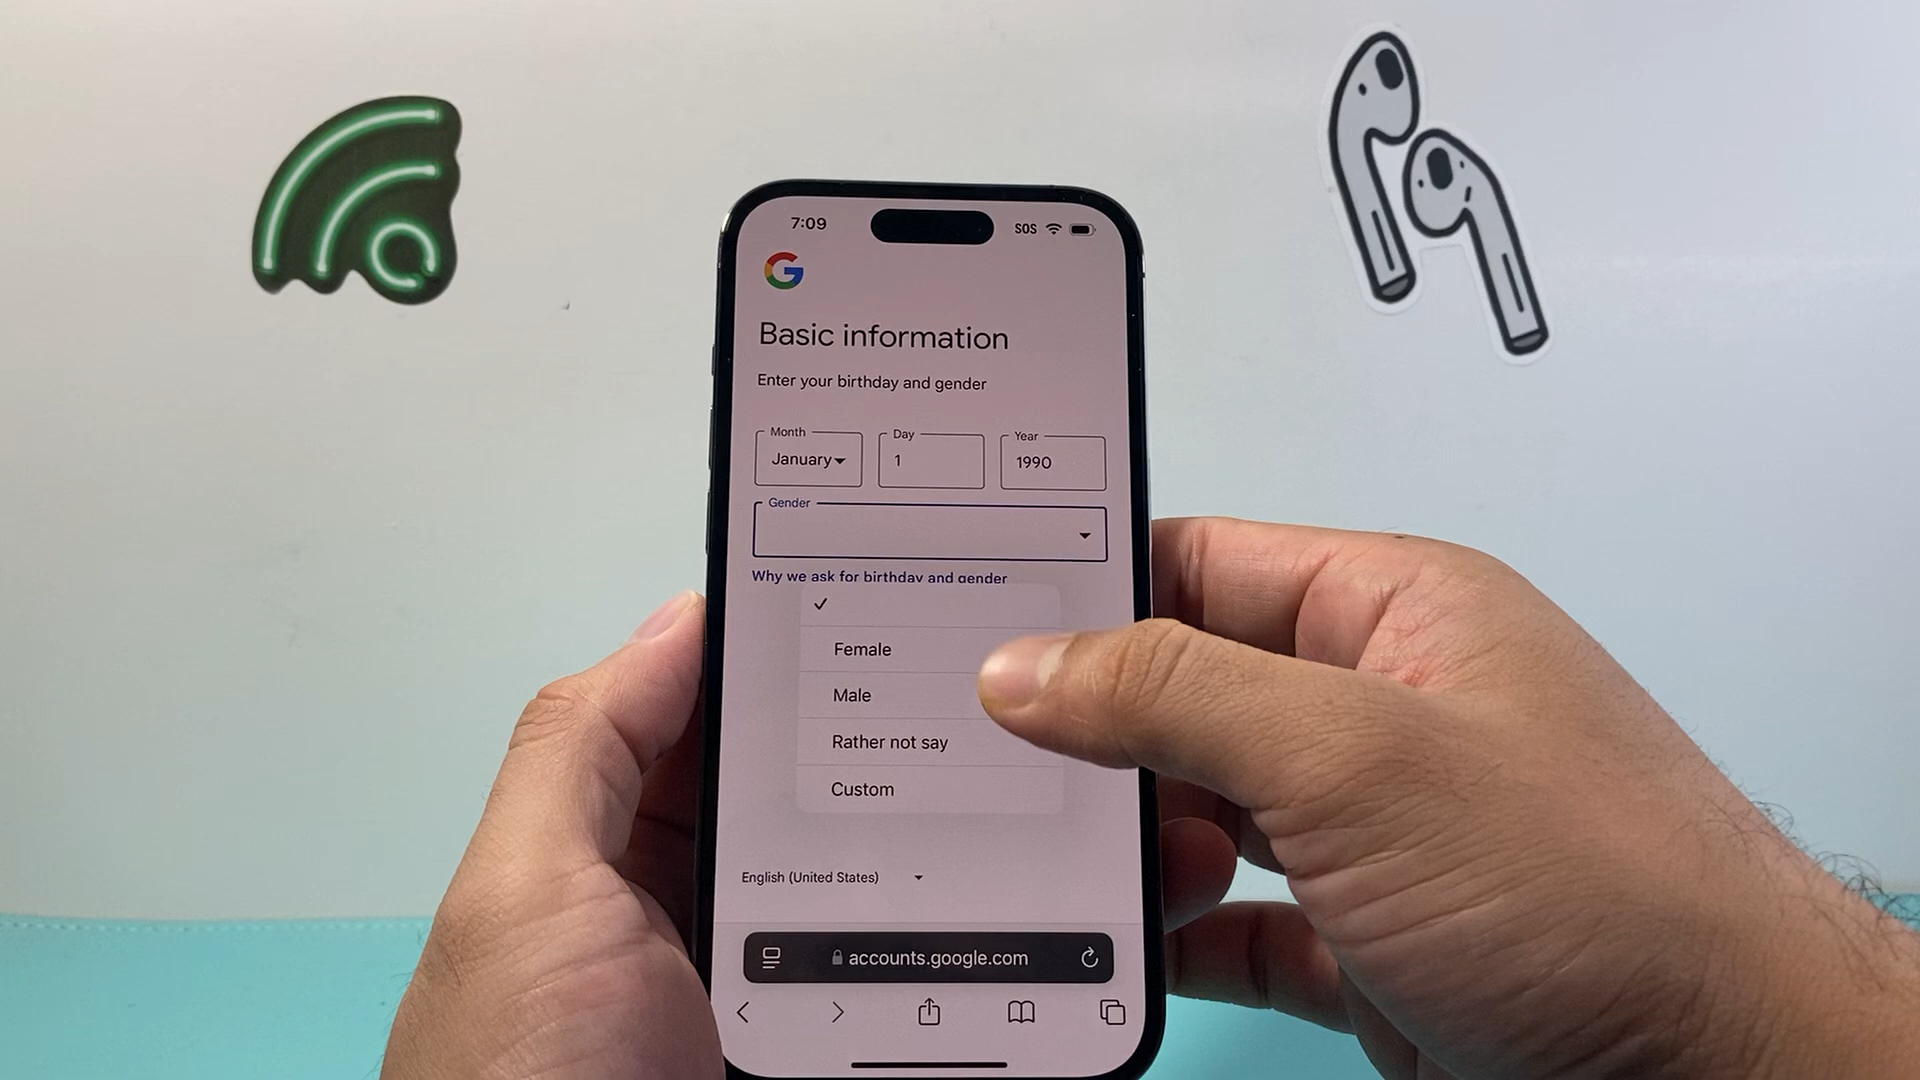 7:09
SOS
G
Basic information
Enter your birthday and gender
Month Day Year
January 1 1990
Gender
Why we ask for birthday and gender
Female
Male
Rather not say
Custom
English (United States)
accounts.google.com